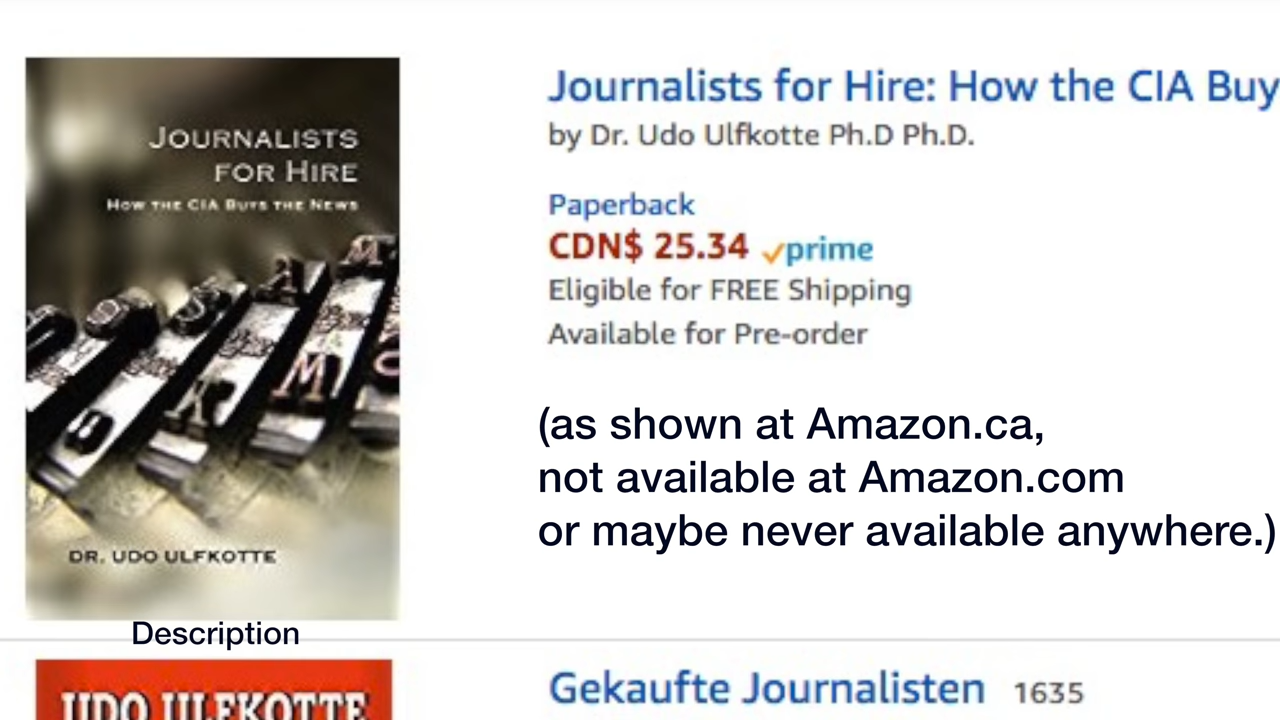 JOURNALISTS
FOR HIRE
HOW THE CIA BUYS THE NEWS
DR. UDO ULFKOTTE
Description
Journalists for Hire: How the CIA Buy
by Dr. Udo Ulfkotte Ph.D Ph.D.
Paperback
CDN$ 25.34 prime
Eligible for FREE Shipping
Available for Pre-order
(as shown at Amazon.ca,
not available at Amazon.com
or maybe never available anywhere.)
UDO ULFKOTTE
Gekaufte Journalisten 1635